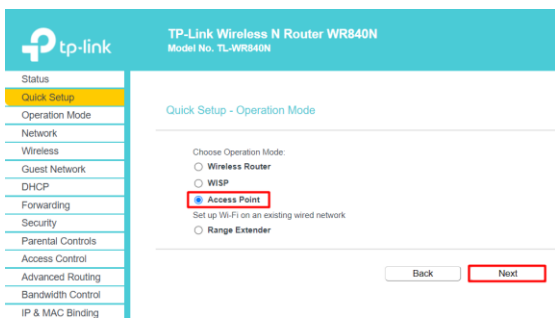 tp-link
TP-Link Wireless N Router WR840N
Model No. TL-WR840N
Status
Quick Setup
Operation Mode
Network
Wireless
Guest Network
DHCP
Forwarding
Security
Parental Controls
Access Control
Advanced Routing
Bandwidth Control
IP & MAC Binding
Quick Setup - Operation Mode
Choose Operation Mode:
Wireless Router
WISP
Access Point
Set up Wi-Fi on an existing wired network
Range Extender
Back Next